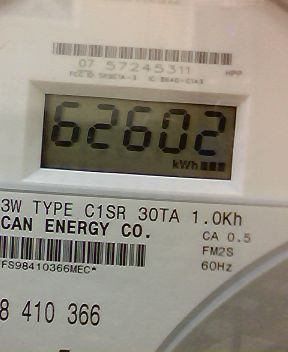 07 57245311
HPP
62602
kWh
3W TYPE C1SR 30TA 1.0Kh
CAN ENERGY CO.
CA 0.5
FM2S
60Hz
FS98410366MEC*
8 410 366